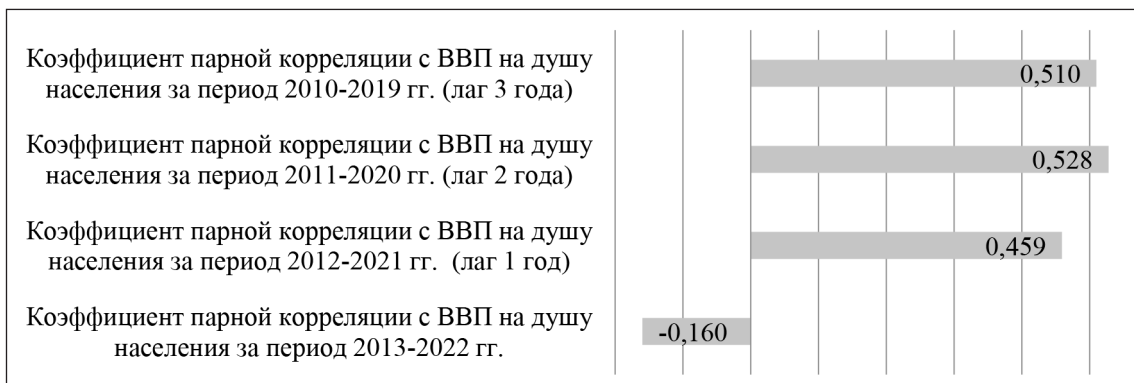 Коэффициент парной корреляции с ВВП на душу
населения за период 2010-2019 гг. (лаг 3 года)
0,510
Коэффициент парной корреляции с ВВП на душу
населения за период 2011-2020 гг. (лаг 2 года)
0,528
Коэффициент парной корреляции с ВВП на душу
населения за период 2012-2021 гг. (лаг 1 год)
0,459
Коэффициент парной корреляции с ВВП на душу
населения за период 2013-2022 гг.
-0,160